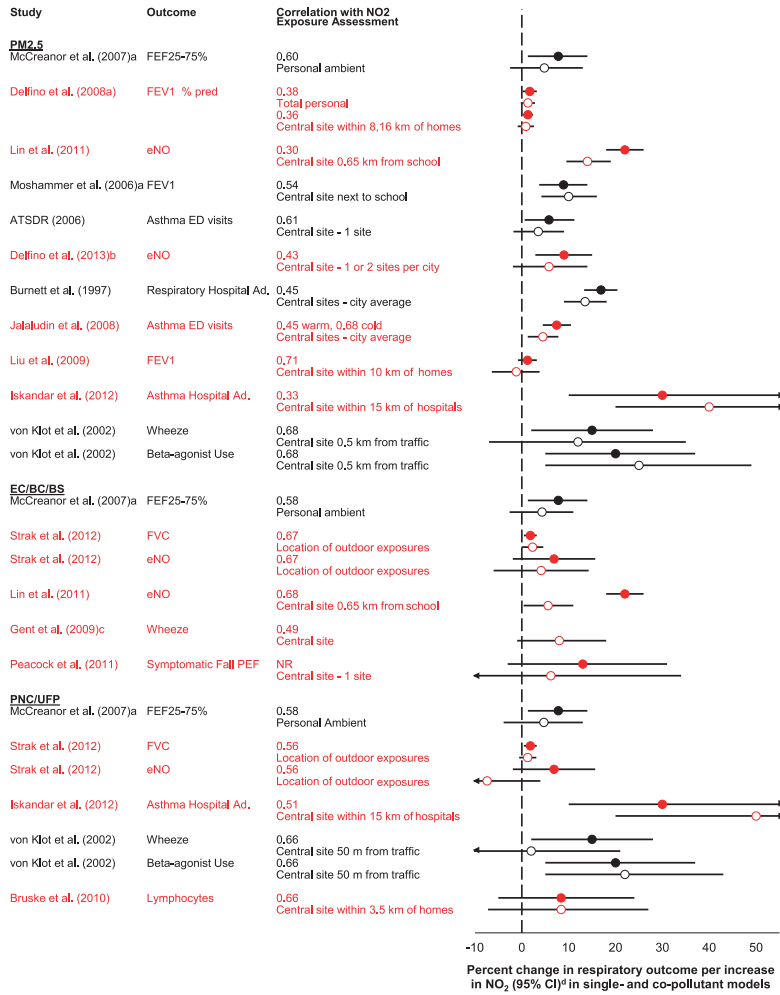 Study Outcome Correlation with NO2
Exposure Assessment
PM2.5
McCreanor et al. (2007)a FEF25-75% 0.60
Personal ambient
Delfino et al. (2008a) FEV1 % pred 0.38
Total personal
0.36
Central site within 8,16 km of homes
Lin et al. (2011) eNO 0.30
Central site 0.65 km from school
Moshammer et al. (2006)a FEV1 0.54
Central site next to school
ATSDR (2006) Asthma ED visits 0.61
Central site - 1 site
Delfino et al. (2013)b eNO 0.43
Central site - 1 or 2 sites per city
Burnett et al. (1997) Respiratory Hospital Ad. 0.45
Central sites - city average
Jalaludin et al. (2008) Asthma ED visits 0.45 warm, 0.68 cold
Central sites - city average
Liu et al. (2009) FEV1 0.71
Central site within 10 km of homes
Iskandar et al. (2012) Asthma Hospital Ad. 0.33
Central site within 15 km of hospitals
von Klot et al. (2002) Wheeze 0.68
Central site 0.5 km from traffic
von Klot et al. (2002) Beta-agonist Use 0.68
Central site 0.5 km from traffic
EC/BC/BS
McCreanor et al. (2007)a FEF25-75% 0.58
Personal ambient
Strak et al. (2012) FVC 0.67
Location of outdoor exposures
Strak et al. (2012) eNO 0.67
Location of outdoor exposures
Lin et al. (2011) eNO 0.68
Central site 0.65 km from school
Gent et al. (2009)c Wheeze 0.49
Central site
Peacock et al. (2011) Symptomatic Fall PEF NR
Central site - 1 site
PNC/UFP
McCreanor et al. (2007)a FEF25-75% 0.58
Personal Ambient
Strak et al. (2012) FVC 0.56
Location of outdoor exposures
Strak et al. (2012) eNO 0.56
Location of outdoor exposures
Iskandar et al. (2012) Asthma Hospital Ad. 0.51
Central site within 15 km of hospitals
von Klot et al. (2002) Wheeze 0.66
Central site 50 m from traffic
von Klot et al. (2002) Beta-agonist Use 0.66
Central site 50 m from traffic
Bruske et al. (2010) Lymphocytes 0.66
Central site within 3.5 km of homes
-10 0 10 20 30 40 50
Percent change in respiratory outcome per increase
in NO₂ (95% CI)ᵈ in single- and co-pollutant models